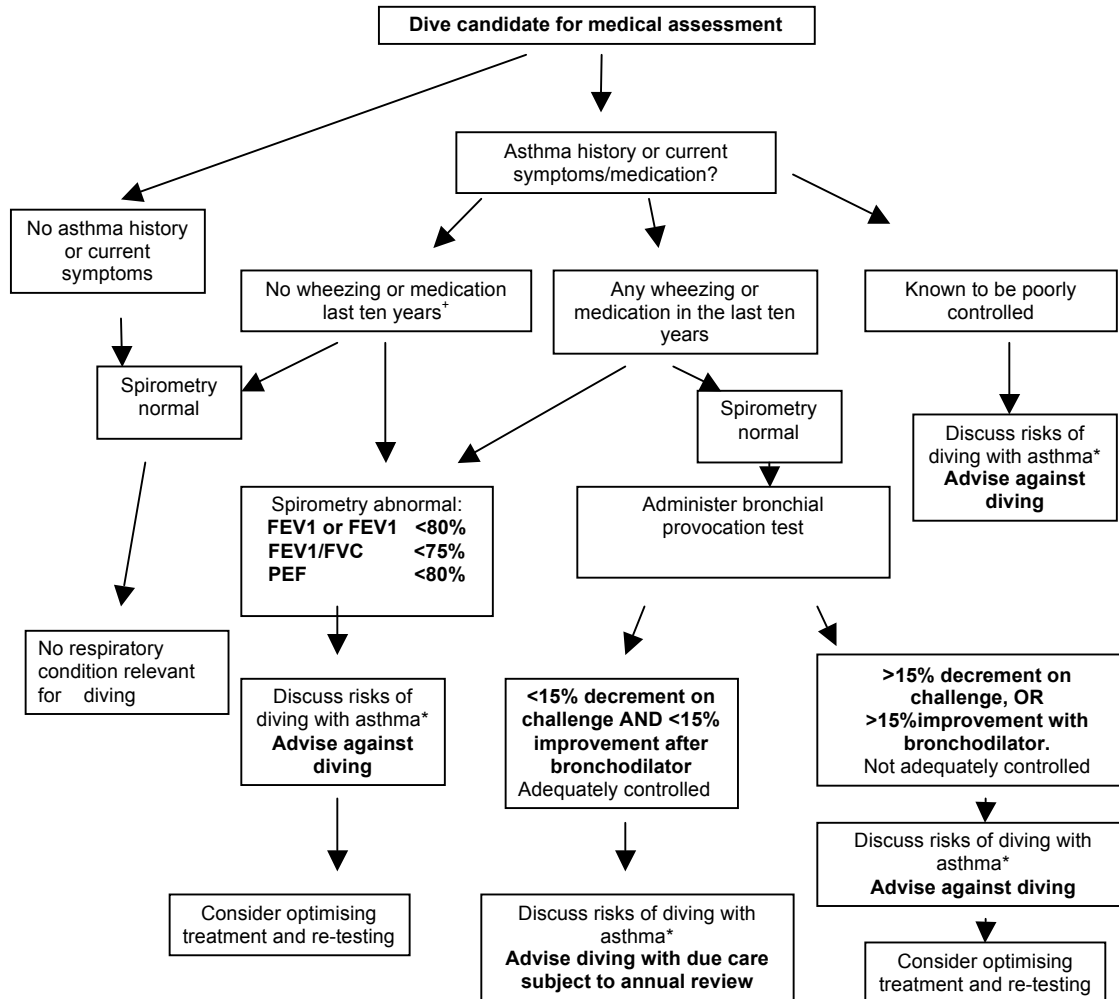 Dive candidate for medical assessment
Asthma history or current
symptoms/medication?
No asthma history
or current
symptoms
No wheezing or medication
last ten years+
Any wheezing or
medication in the last ten
years
Known to be poorly
controlled
Spirometry
normal
Spirometry
normal
Discuss risks of
diving with asthma*
Advise against
diving
Spirometry abnormal:
FEV1 or FEV1 <80%
FEV1/FVC <75%
PEF <80%
Administer bronchial
provocation test
No respiratory
condition relevant
for diving
Discuss risks of
diving with asthma*
Advise against
diving
<15% decrement on
challenge AND <15%
improvement after
bronchodilator
Adequately controlled
>15% decrement on
challenge, OR
>15%improvement with
bronchodilator.
Not adequately controlled
Discuss risks of diving with
asthma*
Advise against diving
Consider optimising
treatment and re-testing
Discuss risks of diving with
asthma*
Advise diving with due care
subject to annual review
Consider optimising
treatment and re-testing